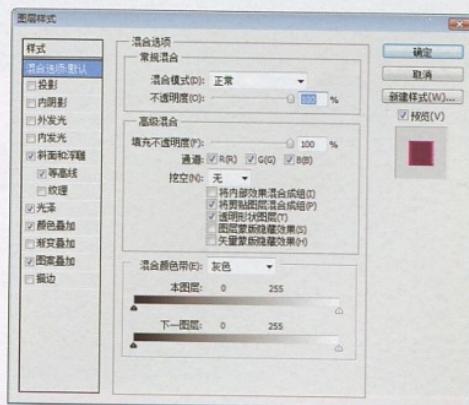 图层样式
样式
混合选项:默认
投影
内阴影
外发光
内发光
斜面和浮雕
等高线
纹理
光泽
颜色叠加
渐变叠加
图案叠加
描边
混合选项
常规混合
混合模式(D): 正常
不透明度(O): 100 %
高级混合
填充不透明度(F): 100 %
通道: R(R) G(G) B(B)
挖空(N): 无
将内部效果混合成组(I)
将剪贴图层混合成组(P)
透明形状图层(T)
图层蒙版隐藏效果(S)
矢量蒙版隐藏效果(H)
混合颜色带(E): 灰色
本图层: 0 255
下一图层: 0 255
确定
取消
新建样式(W)...
预览(V)